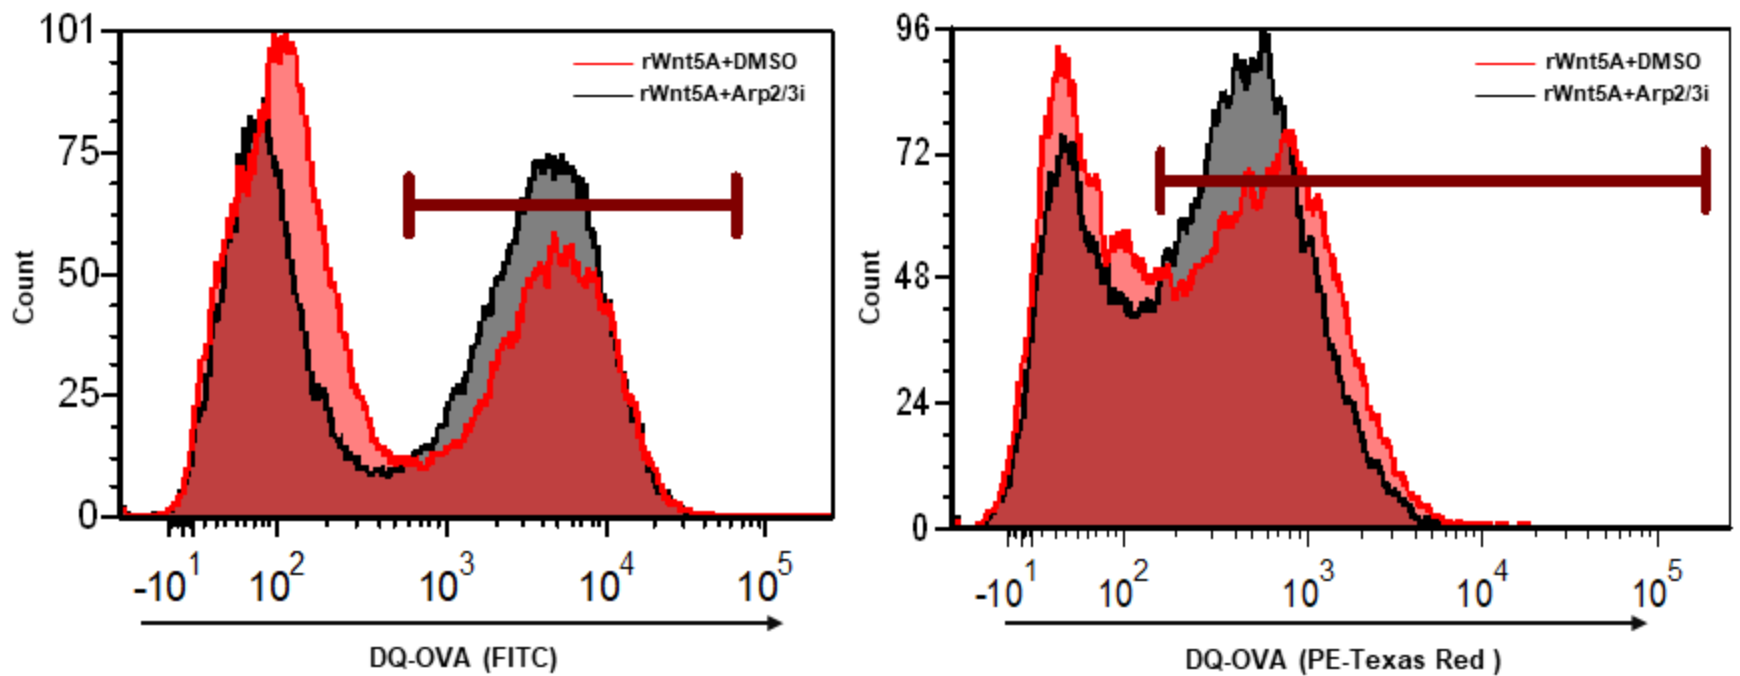 101
75
50
25
0
Count
rWnt5A+DMSO
rWnt5A+Arp2/3i
-10¹ 10² 10³ 10⁴ 10⁵
DQ-OVA (FITC)
96
72
48
24
0
Count
rWnt5A+DMSO
rWnt5A+Arp2/3i
-10¹ 10² 10³ 10⁴ 10⁵
DQ-OVA (PE-Texas Red )